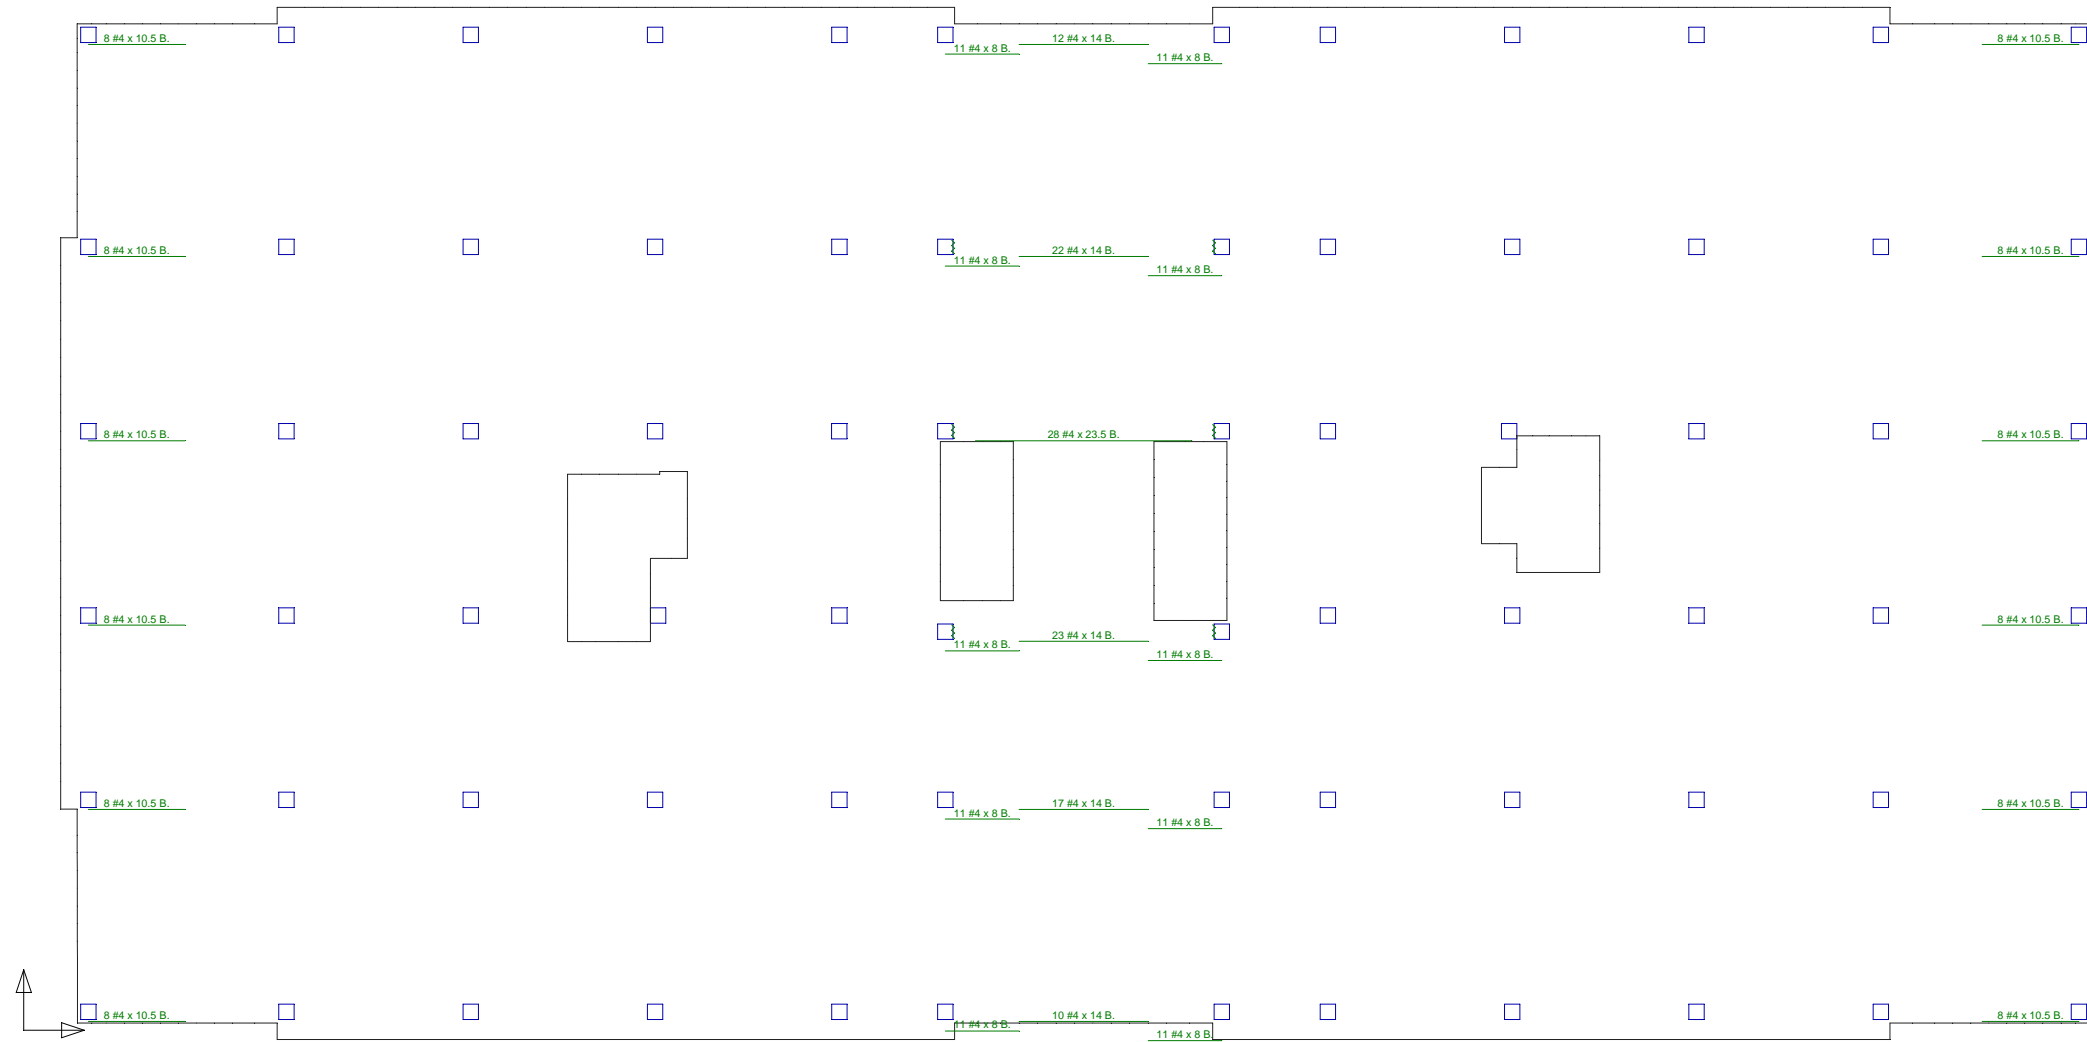 8 #4 x 10.5 B.
12 #4 x 14 B.
8 #4 x 10.5 B.
11 #4 x 8 B.
11 #4 x 8 B.
8 #4 x 10.5 B.
22 #4 x 14 B.
8 #4 x 10.5 B.
11 #4 x 8 B.
11 #4 x 8 B.
8 #4 x 10.5 B.
28 #4 x 23.5 B.
8 #4 x 10.5 B.
8 #4 x 10.5 B.
8 #4 x 10.5 B.
23 #4 x 14 B.
11 #4 x 8 B.
11 #4 x 8 B.
8 #4 x 10.5 B.
17 #4 x 14 B.
8 #4 x 10.5 B.
11 #4 x 8 B.
11 #4 x 8 B.
8 #4 x 10.5 B.
10 #4 x 14 B.
8 #4 x 10.5 B.
11 #4 x 8 B.
11 #4 x 8 B.